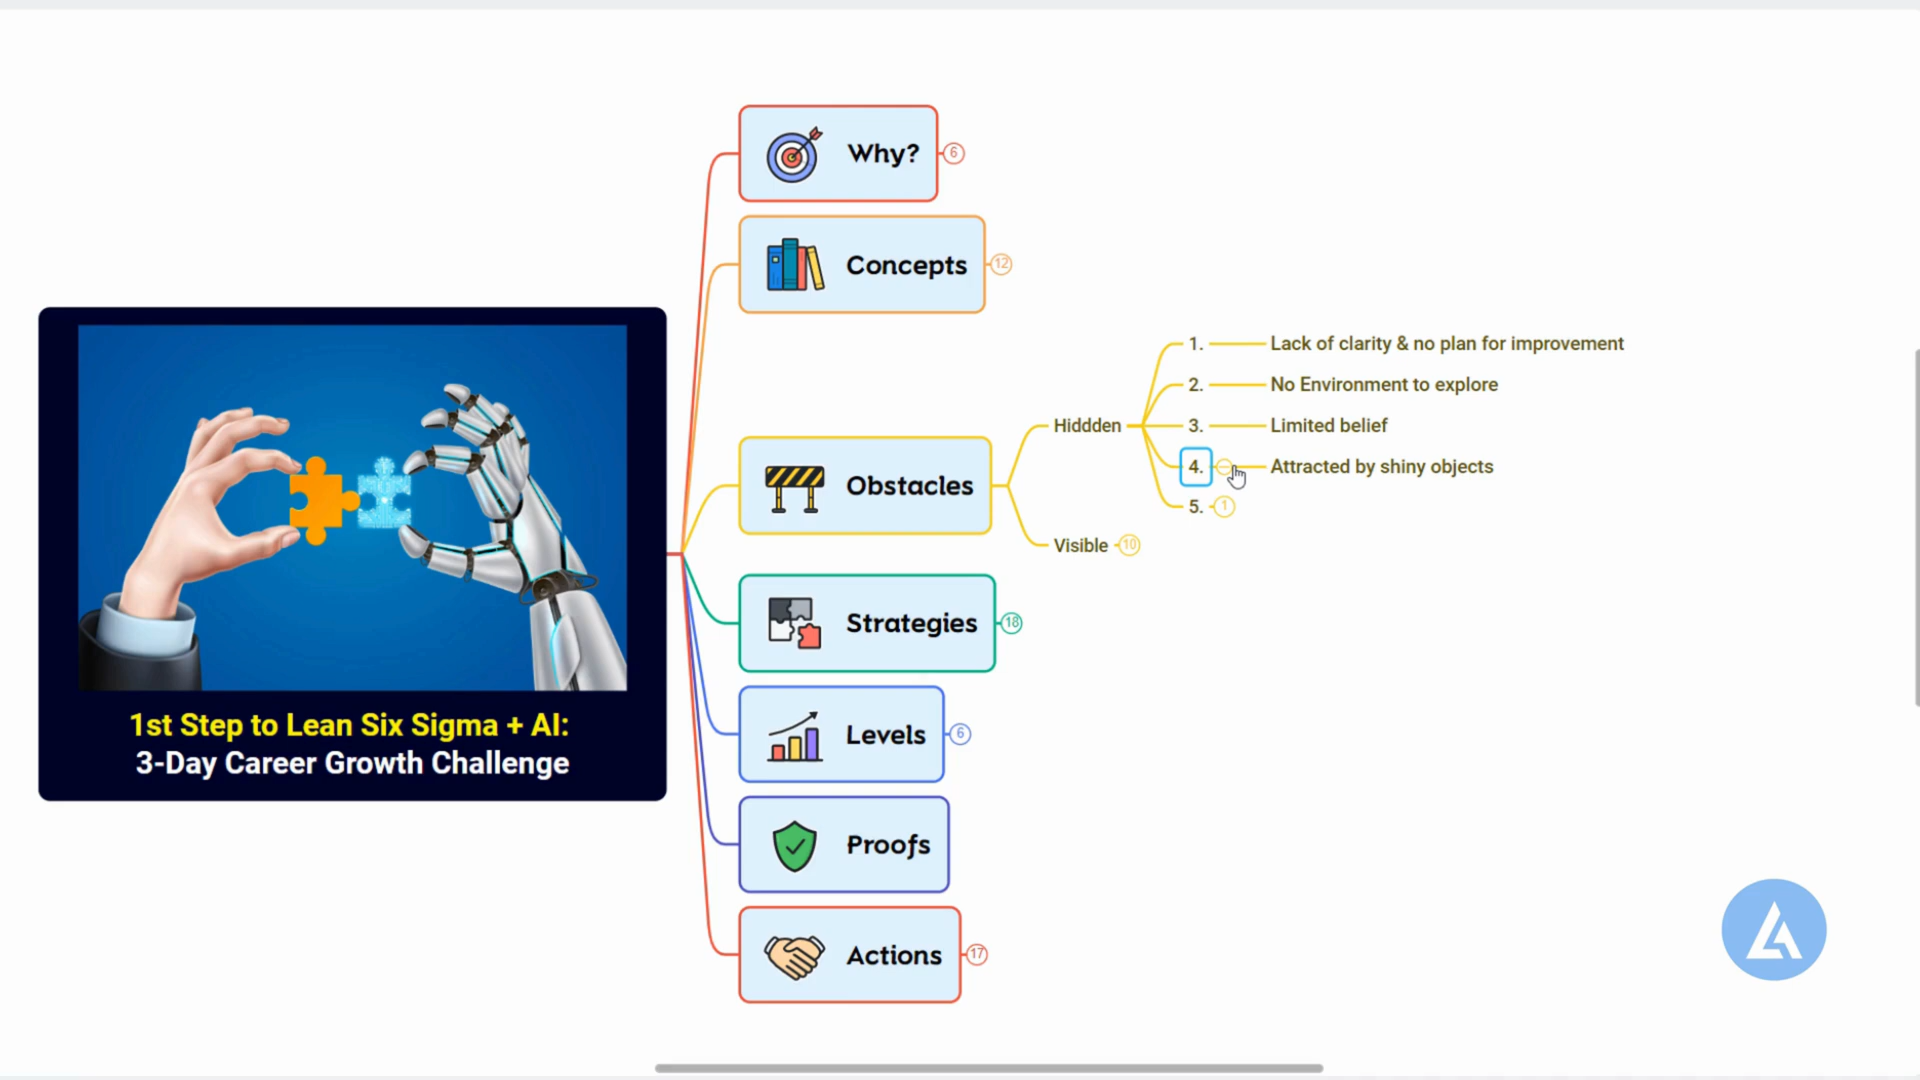 Why?
6
Concepts
12
1.
Lack of clarity & no plan for improvement
2.
No Environment to explore
Hiddden
3.
Limited belief
4.
Attracted by shiny objects
Obstacles
5.
1
Visible
10
Strategies
18
1st Step to Lean Six Sigma + AI:
3-Day Career Growth Challenge
Levels
6
Proofs
Actions
17